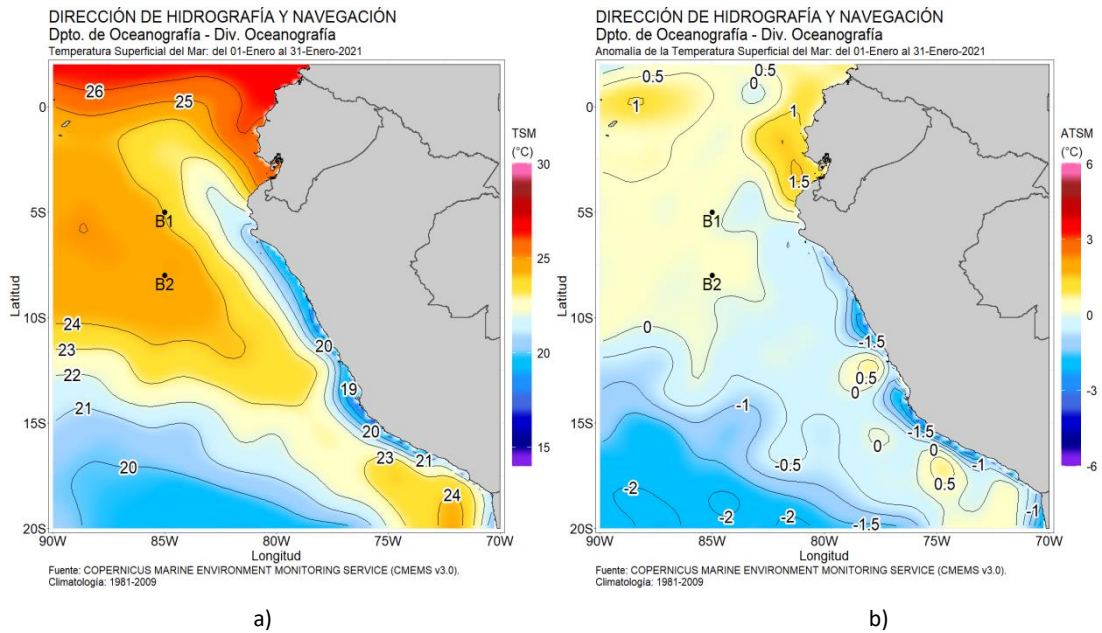 DIRECCIÓN DE HIDROGRAFÍA Y NAVEGACIÓN
Dpto. de Oceanografía - Div. Oceanografía
Temperatura Superficial del Mar: del 01-Enero al 31-Enero-2021
26
25
0
TSM
(°C)
30
5S
B1
25
B2
Latitud
10S
24
23
20
20
22
19
21
15S
20
15
23
21
20
24
20S
90W
85W
80W
75W
70W
Longitud
Fuente: COPERNICUS MARINE ENVIRONMENT MONITORING SERVICE (CMEMS v3.0).
Climatología: 1981-2009
a)
DIRECCIÓN DE HIDROGRAFÍA Y NAVEGACIÓN
Dpto. de Oceanografía - Div. Oceanografía
Anomalia de la Temperatura Superficial del Mar: del 01-Enero al 31-Enero-2021
0.5
0.5
0
1
1
0
ATSM
(°C)
6
1.5
5S
B1
3
B2
0
Latitud
10S
0
-1.5
0.5
0
-1
-3
15S
0
-1.5
0
-0.5
-1
-6
0.5
-2
-2
-2
-1.5
-1
20S
90W
85W
80W
75W
70W
Longitud
Fuente: COPERNICUS MARINE ENVIRONMENT MONITORING SERVICE (CMEMS v3.0).
Climatología: 1981-2009
b)